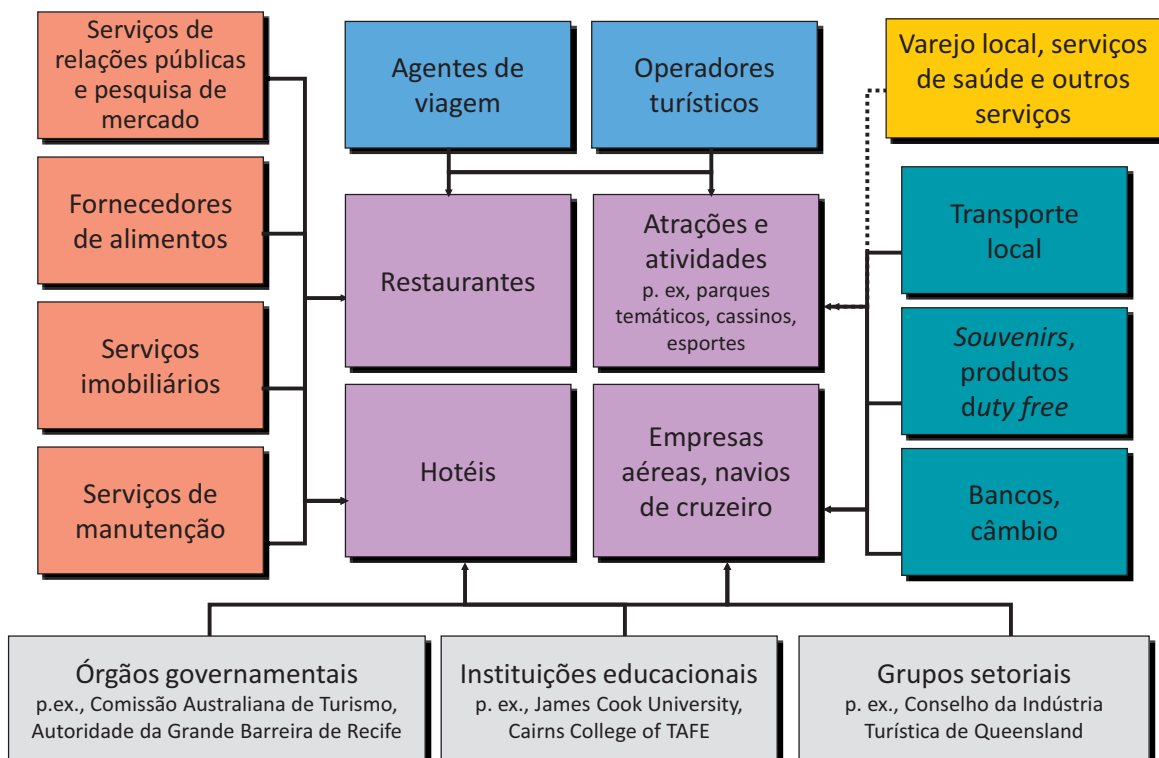 Serviços de
relações públicas
e pesquisa de
mercado
Agentes de
viagem
Operadores
turísticos
Varejo local, serviços
de saúde e outros
serviços
Fornecedores
de alimentos
Restaurantes
Atrações e
atividades
p. ex, parques
temáticos, cassinos,
esportes
Transporte
local
Serviços
imobiliários
Souvenirs,
produtos
duty free
Serviços de
manutenção
Hotéis
Empresas
aéreas, navios
de cruzeiro
Bancos,
câmbio
Órgãos governamentais
p.ex., Comissão Australiana de Turismo,
Autoridade da Grande Barreira de Recife
Instituições educacionais
p. ex., James Cook University,
Cairns College of TAFE
Grupos setoriais
p. ex., Conselho da Indústria
Turística de Queensland